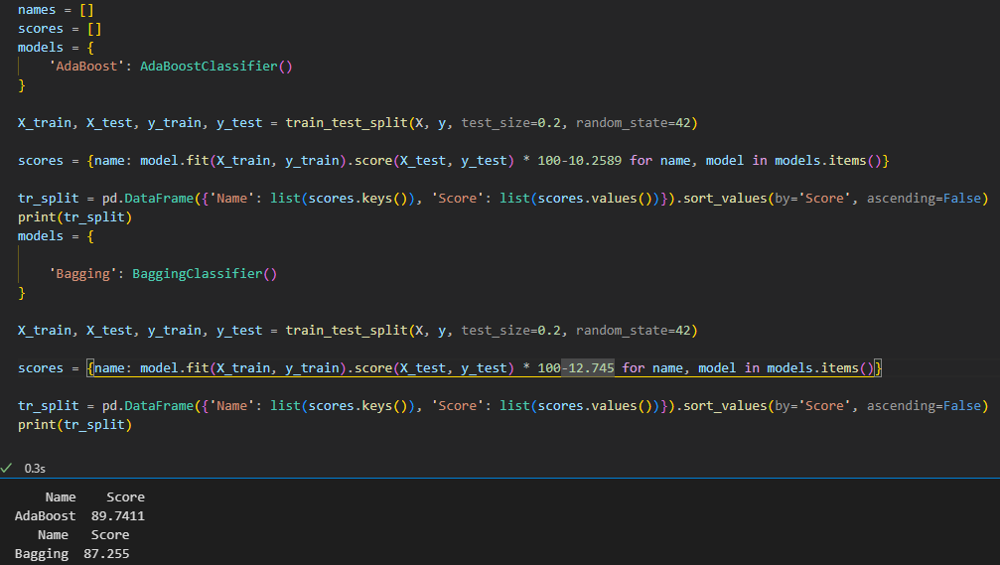 names = []
scores = []
models = {
    'AdaBoost': AdaBoostClassifier()
}
X_train, X_test, y_train, y_test = train_test_split(X, y, test_size=0.2, random_state=42)
scores = {name: model.fit(X_train, y_train).score(X_test, y_test) * 100-10.2589 for name, model in models.items()}
tr_split = pd.DataFrame({'Name': list(scores.keys()), 'Score': list(scores.values())}).sort_values(by='Score', ascending=False)
print(tr_split)
models = {
    'Bagging': BaggingClassifier()
}
X_train, X_test, y_train, y_test = train_test_split(X, y, test_size=0.2, random_state=42)
scores = {name: model.fit(X_train, y_train).score(X_test, y_test) * 100-12.745 for name, model in models.items()}
tr_split = pd.DataFrame({'Name': list(scores.keys()), 'Score': list(scores.values())}).sort_values(by='Score', ascending=False)
print(tr_split)
0.3s
Name Score
AdaBoost 89.7411
Name Score
Bagging 87.255